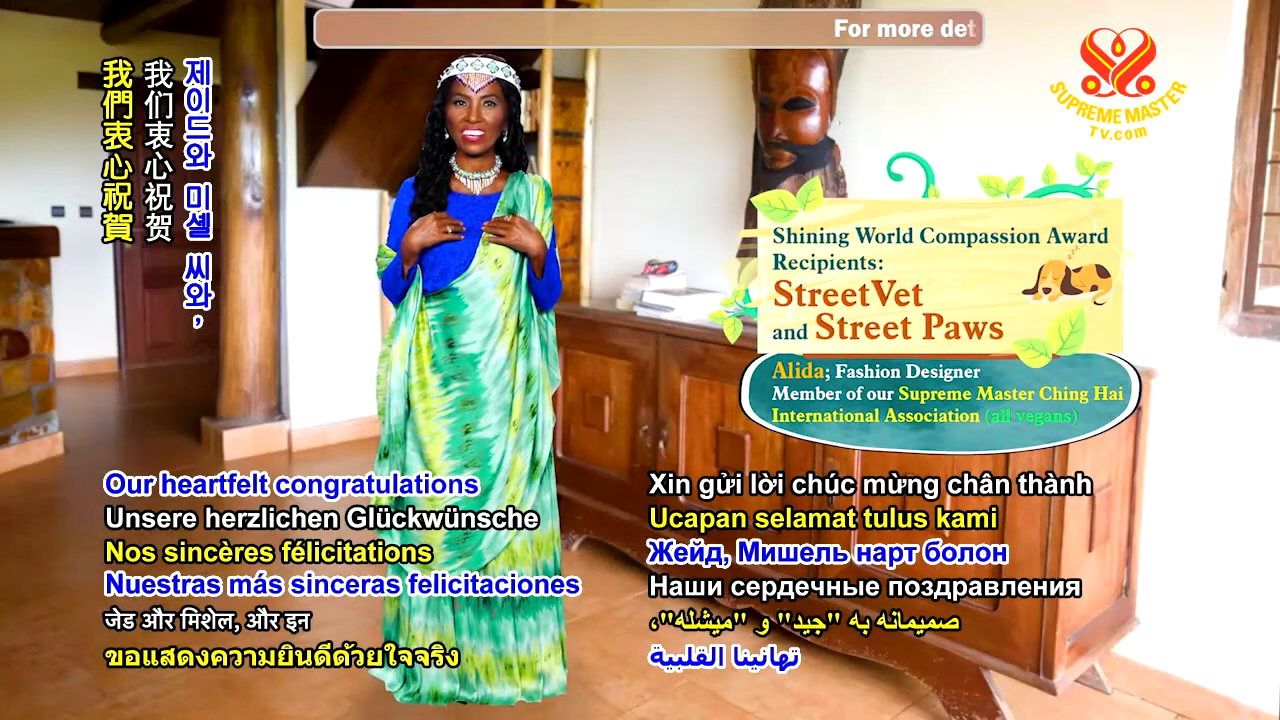 For more det
我們衷心祝賀
我们衷心祝贺
제이드와 미셸 씨와,
SUPREME MASTER
TV.com
Shining World Compassion Award
Recipients:
StreetVet
and Street Paws
zzz
Alida; Fashion Designer
Member of our Supreme Master Ching Hai
International Association (all vegans)
Our heartfelt congratulations
Unsere herzlichen Glückwünsche
Nos sincères félicitations
Nuestras más sinceras felicitaciones
जेड और मिशेल, और इन
ขอแสดงความยินดีด้วยใจจริง
Xin gửi lời chúc mừng chân thành
Ucapan selamat tulus kami
Жейд, Мишель нарт болон
Наши сердечные поздравления
صمیمانه به "جید" و "میشله"،
تهانينا القلبية